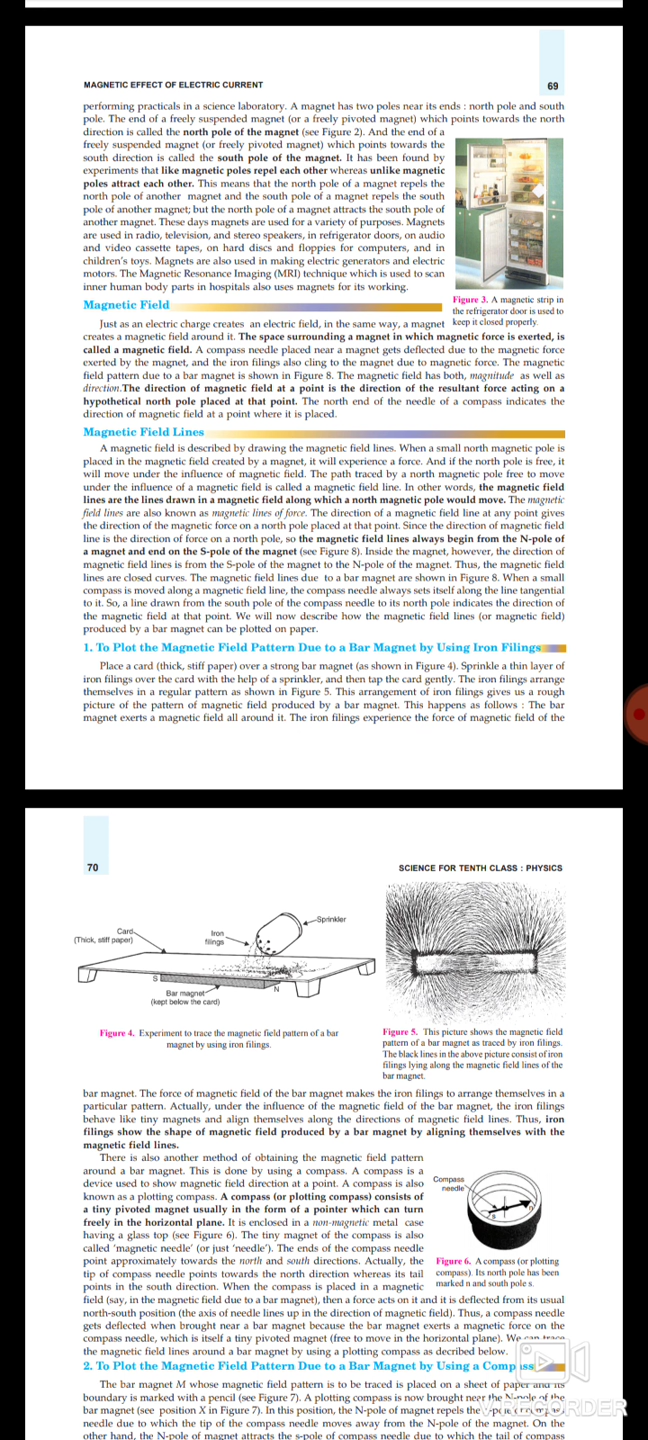 MAGNETIC EFFECT OF ELECTRIC CURRENT
69
performing practicals in a science laboratory. A magnet has two poles near its ends : north pole and south
pole. The end of a freely suspended magnet (or a freely pivoted magnet) which points towards the north
direction is called the north pole of the magnet (see Figure 2). And the end of a
freely suspended magnet (or freely pivoted magnet) which points towards the
south direction is called the south pole of the magnet. It has been found by
experiments that like magnetic poles repel each other whereas unlike magnetic
poles attract each other. This means that the north pole of a magnet repels the
north pole of another magnet and the south pole of a magnet repels the south
pole of another magnet; but the north pole of a magnet attracts the south pole of
another magnet. These days magnets are used for a variety of purposes. Magnets
are used in radio, television, and stereo speakers, in refrigerator doors, on audio
and video cassette tapes, on hard discs and floppies for computers, and in
children's toys. Magnets are also used in making electric generators and electric
motors. The Magnetic Resonance Imaging (MRI) technique which is used to scan
inner human body parts in hospitals also uses magnets for its working.
Figure 3. A magnetic strip in
the refrigerator door is used to
keep it closed properly.
Magnetic Field
Just as an electric charge creates an electric field, in the same way, a magnet
creates a magnetic field around it. The space surrounding a magnet in which magnetic force is exerted, is
called a magnetic field. A compass needle placed near a magnet gets deflected due to the magnetic force
exerted by the magnet, and the iron filings also cling to the magnet due to magnetic force. The magnetic
field pattern due to a bar magnet is shown in Figure 8. The magnetic field has both, magnitude as well as
direction.The direction of magnetic field at a point is the direction of the resultant force acting on a
hypothetical north pole placed at that point. The north end of the needle of a compass indicates the
direction of magnetic field at a point where it is placed.
Magnetic Field Lines
A magnetic field is described by drawing the magnetic field lines. When a small north magnetic pole is
placed in the magnetic field created by a magnet, it will experience a force. And if the north pole is free, it
will move under the influence of magnetic field. The path traced by a north magnetic pole free to move
under the influence of a magnetic field is called a magnetic field line. In other words, the magnetic field
lines are the lines drawn in a magnetic field along which a north magnetic pole would move. The magnetic
field lines are also known as magnetic lines of force. The direction of a magnetic field line at any point gives
the direction of the magnetic force on a north pole placed at that point. Since the direction of magnetic field
line is the direction of force on a north pole, so the magnetic field lines always begin from the N-pole of
a magnet and end on the S-pole of the magnet (see Figure 8). Inside the magnet, however, the direction of
magnetic field lines is from the S-pole of the magnet to the N-pole of the magnet. Thus, the magnetic field
lines are closed curves. The magnetic field lines due to a bar magnet are shown in Figure 8. When a small
compass is moved along a magnetic field line, the compass needle always sets itself along the line tangential
to it. So, a line drawn from the south pole of the compass needle to its north pole indicates the direction of
the magnetic field at that point. We will now describe how the magnetic field lines (or magnetic field)
produced by a bar magnet can be plotted on paper.
1. To Plot the Magnetic Field Pattern Due to a Bar Magnet by Using Iron Filings
Place a card (thick, stiff paper) over a strong bar magnet (as shown in Figure 4). Sprinkle a thin layer of
iron filings over the card with the help of a sprinkler, and then tap the card gently. The iron filings arrange
themselves in a regular pattern as shown in Figure 5. This arrangement of iron filings gives us a rough
picture of the pattern of magnetic field produced by a bar magnet. This happens as follows : The bar
magnet exerts a magnetic field all around it. The iron filings experience the force of magnetic field of the
70
SCIENCE FOR TENTH CLASS : PHYSICS
Card
(Thick, stiff paper)
Iron
filings
Sprinkler
S
N
Bar magnet
(kept below the card)
Figure 4. Experiment to trace the magnetic field pattern of a bar
magnet by using iron filings.
Figure 5. This picture shows the magnetic field
pattern of a bar magnet as traced by iron filings.
The black lines in the above picture consist of iron
filings lying along the magnetic field lines of the
bar magnet.
bar magnet. The force of magnetic field of the bar magnet makes the iron filings to arrange themselves in a
particular pattern. Actually, under the influence of the magnetic field of the bar magnet, the iron filings
behave like tiny magnets and align themselves along the directions of magnetic field lines. Thus, iron
filings show the shape of magnetic field produced by a bar magnet by aligning themselves with the
magnetic field lines.
There is also another method of obtaining the magnetic field pattern
around a bar magnet. This is done by using a compass. A compass is a
device used to show magnetic field direction at a point. A compass is also
known as a plotting compass. A compass (or plotting compass) consists of
a tiny pivoted magnet usually in the form of a pointer which can turn
freely in the horizontal plane. It is enclosed in a non-magnetic metal case
having a glass top (see Figure 6). The tiny magnet of the compass is also
called 'magnetic needle' (or just 'needle'). The ends of the compass needle
point approximately towards the north and south directions. Actually, the
tip of compass needle points towards the north direction whereas its tail
points in the south direction. When the compass is placed in a magnetic
Compass
needle
n
s
Figure 6. A compass (or plotting
compass). Its north pole has been
marked n and south pole s.
field (say, in the magnetic field due to a bar magnet), then a force acts on it and it is deflected from its usual
north-south position (the axis of needle lines up in the direction of magnetic field). Thus, a compass needle
gets deflected when brought near a bar magnet because the bar magnet exerts a magnetic force on the
compass needle, which is itself a tiny pivoted magnet (free to move in the horizontal plane). We can trace
the magnetic field lines around a bar magnet by using a plotting compass as decribed below.
2. To Plot the Magnetic Field Pattern Due to a Bar Magnet by Using a Compass
The bar magnet M whose magnetic field pattern is to be traced is placed on a sheet of paper and its
boundary is marked with a pencil (see Figure 7). A plotting compass is now brought near the N-pole of the
bar magnet (see position X in Figure 7). In this position, the N-pole of magnet repels the
needle due to which the tip of the compass needle moves away from the N-pole of the magnet. On the
other hand, the N-pole of magnet attracts the s-pole of compass needle due to which the tail of compass
V RECORDER